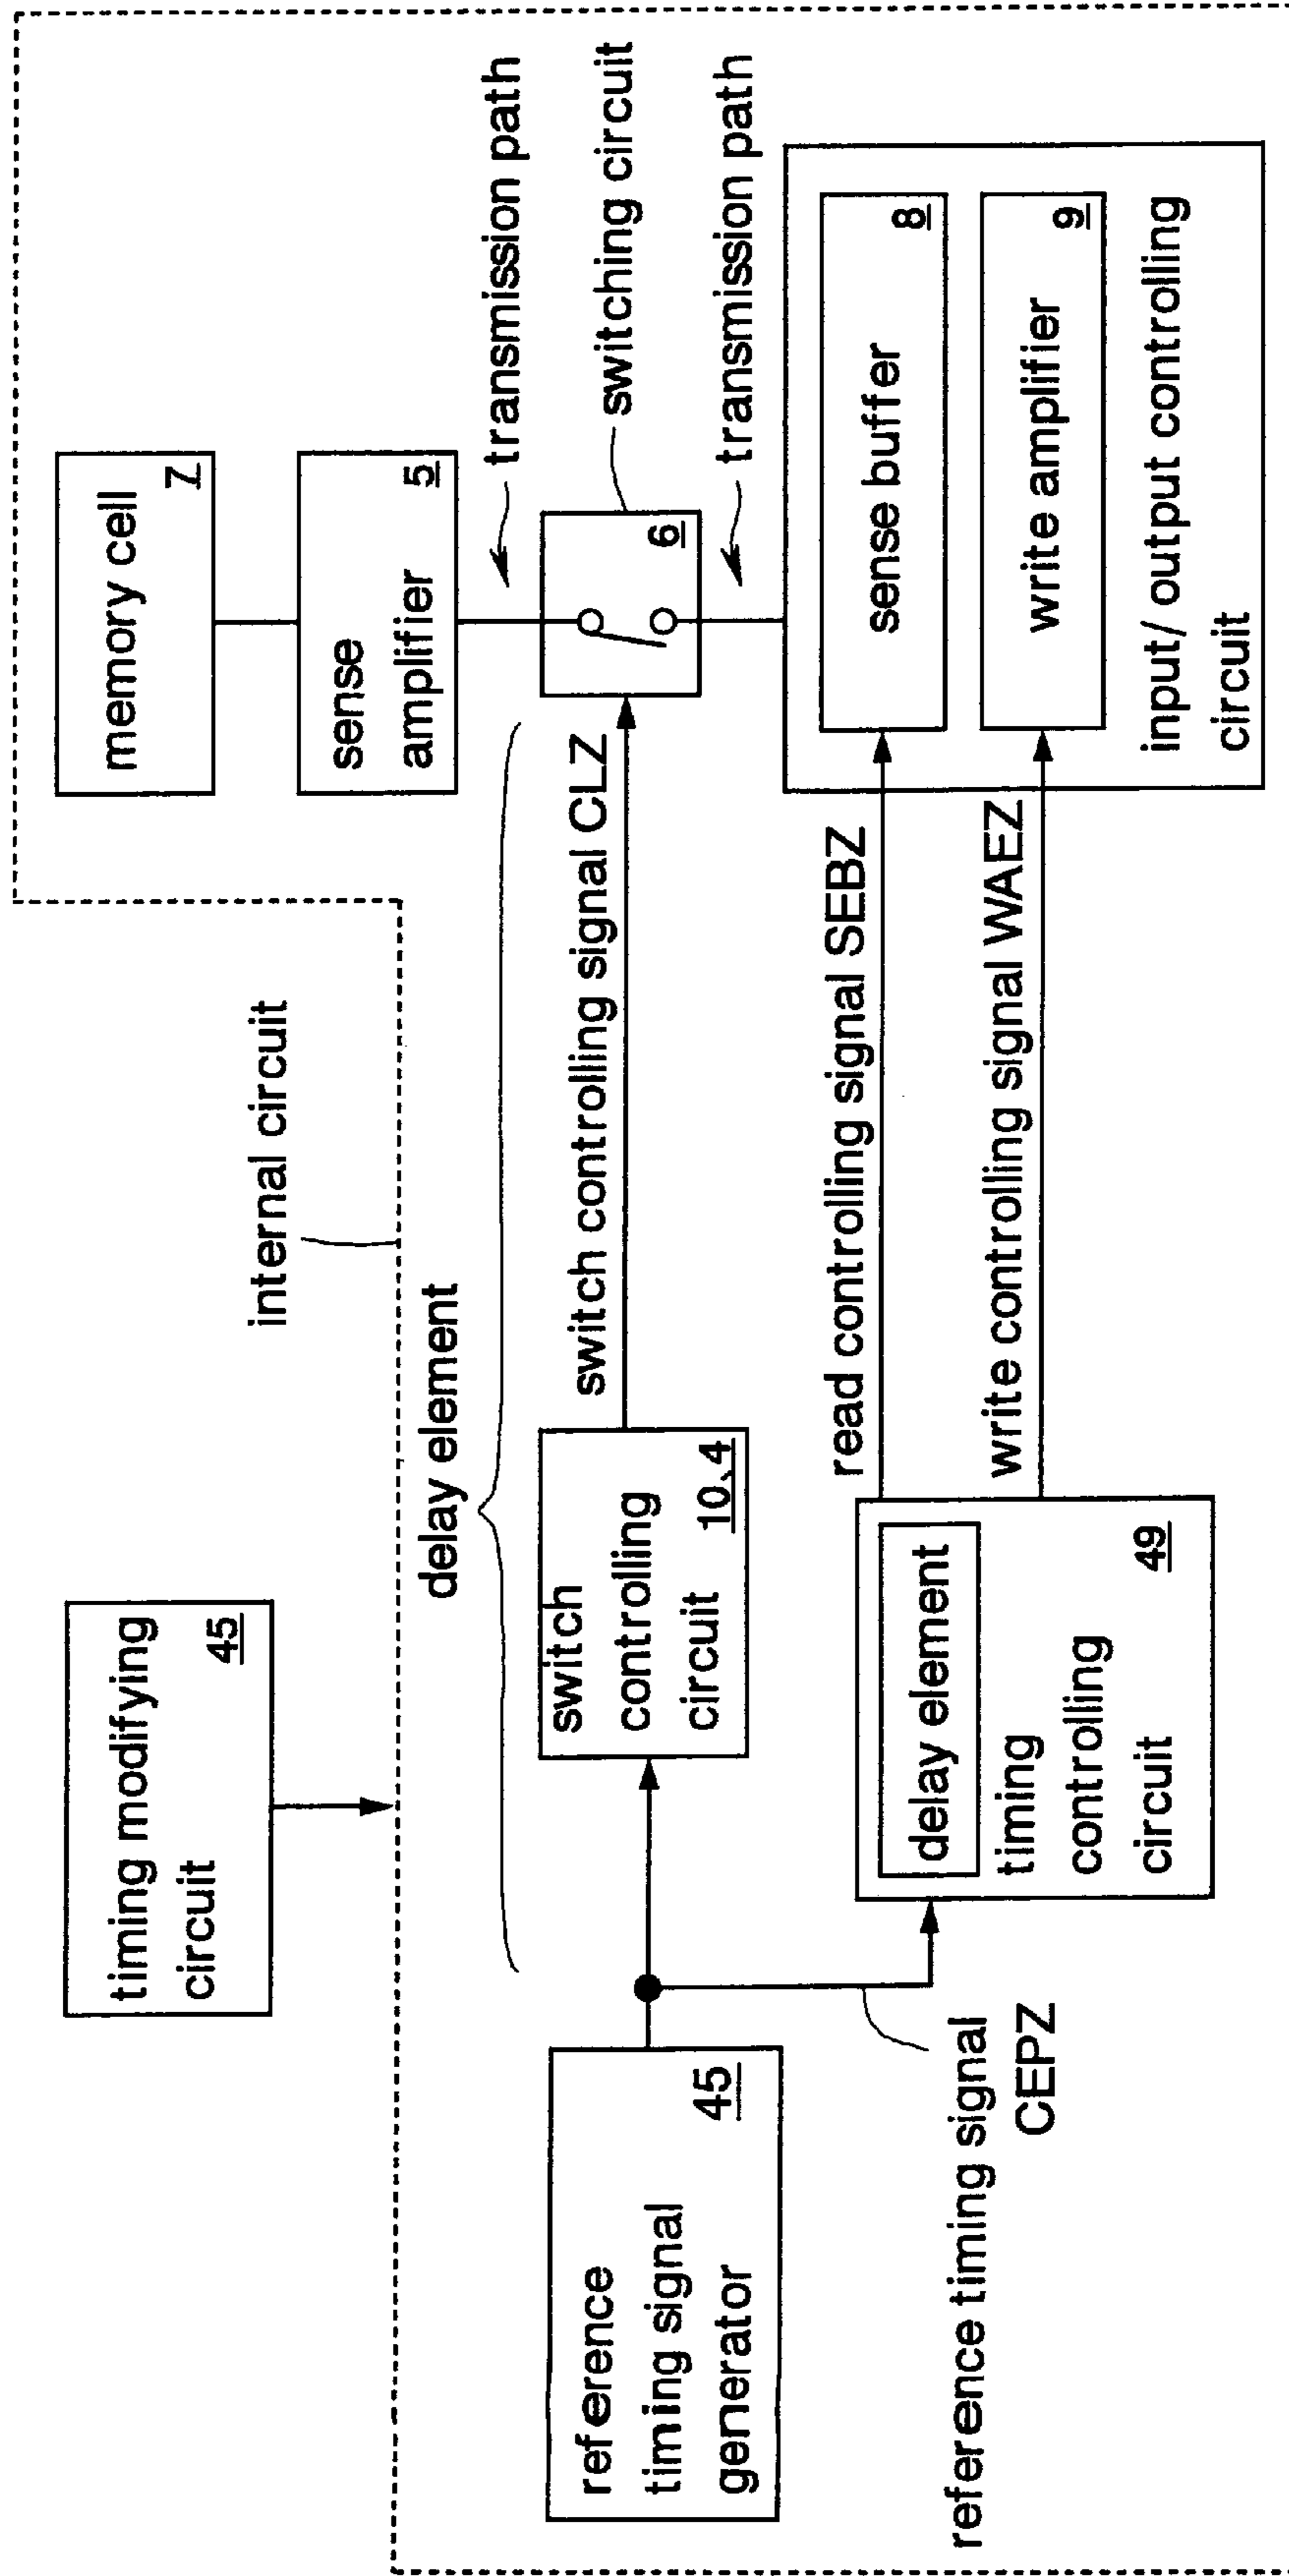 timing modifying
circuit
45
internal circuit
memory cell
7
sense
amplifier
5
transmission path
6
switching circuit
transmission path
delay element
reference
timing signal
generator
45
switch
controlling
circuit
10、4
switch controlling signal CLZ
reference timing signal
CEPZ
delay element
timing
controlling
circuit
49
read controlling signal SEBZ
write controlling signal WAEZ
sense buffer
8
write amplifier
9
input/ output controlling
circuit